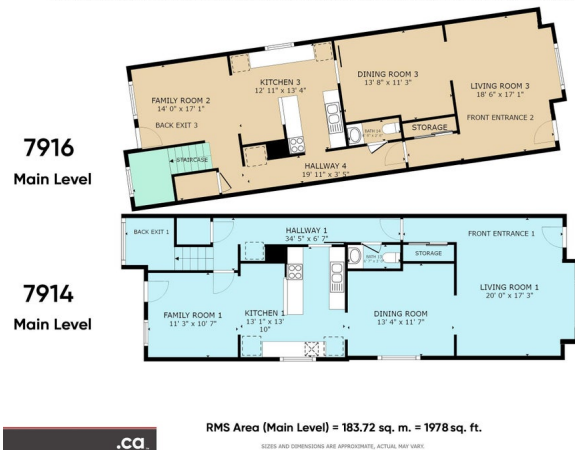 KITCHEN 3
12' 11" x 13' 4"
DINING ROOM 3
13' 8" x 11' 3"
LIVING ROOM 3
18' 6" x 17' 1"
FAMILY ROOM 2
14' 0" x 17' 1"
BACK EXIT 3
FRONT ENTRANCE 2
STORAGE
STAIRCASE
HALLWAY 4
19' 11" x 3' 5"
7916
Main Level
BACK EXIT 1
HALLWAY 1
34' 5" x 6' 7"
FRONT ENTRANCE 1
STORAGE
7914
Main Level
FAMILY ROOM 1
11' 3" x 10' 7"
KITCHEN 1
13' 1" x 13'
10"
DINING ROOM
13' 4" x 11' 7"
LIVING ROOM 1
20' 0" x 17' 3"
.ca
RMS Area (Main Level) = 183.72 sq. m. = 1978 sq. ft.
SIZES AND DIMENSIONS ARE APPROXIMATE, ACTUAL MAY VARY.